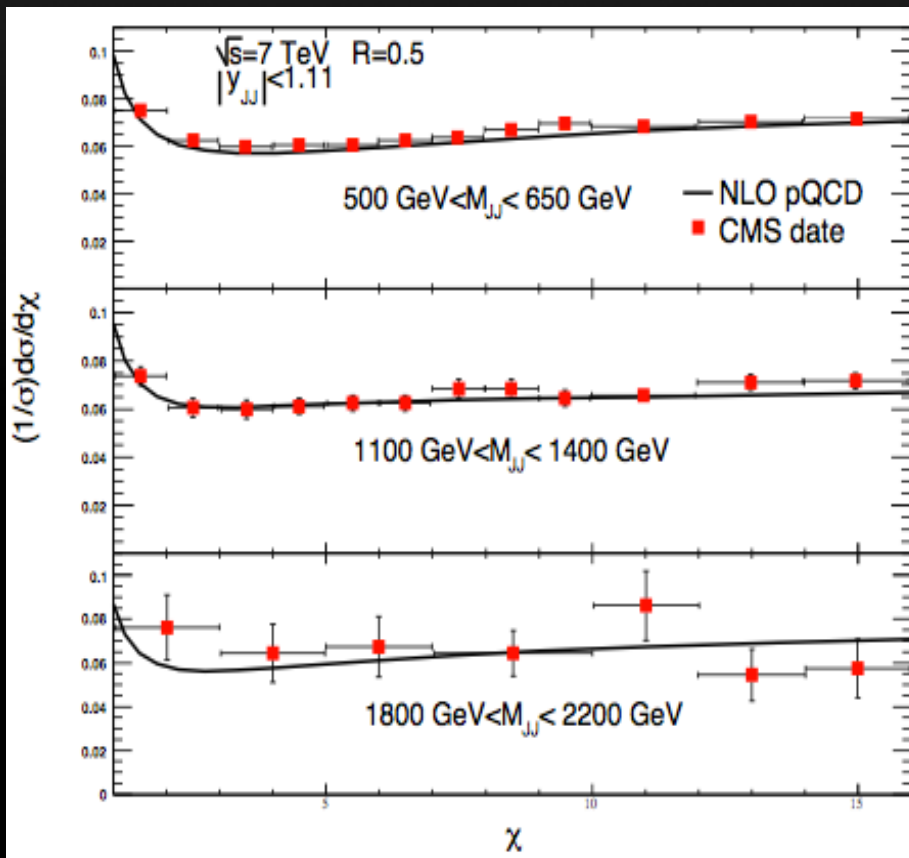 0.1
0.08
0.06
0.04
0.02
√s=7 TeV R=0.5
|y_JJ|<1.11
500 GeV<M_JJ< 650 GeV
NLO pQCD
CMS date
(1/σ)dσ/dχ
0.1
0.08
0.06
0.04
0.02
1100 GeV<M_JJ< 1400 GeV
0.1
0.08
0.06
0.04
0.02
0
1800 GeV<M_JJ< 2200 GeV
5
10
15
χ